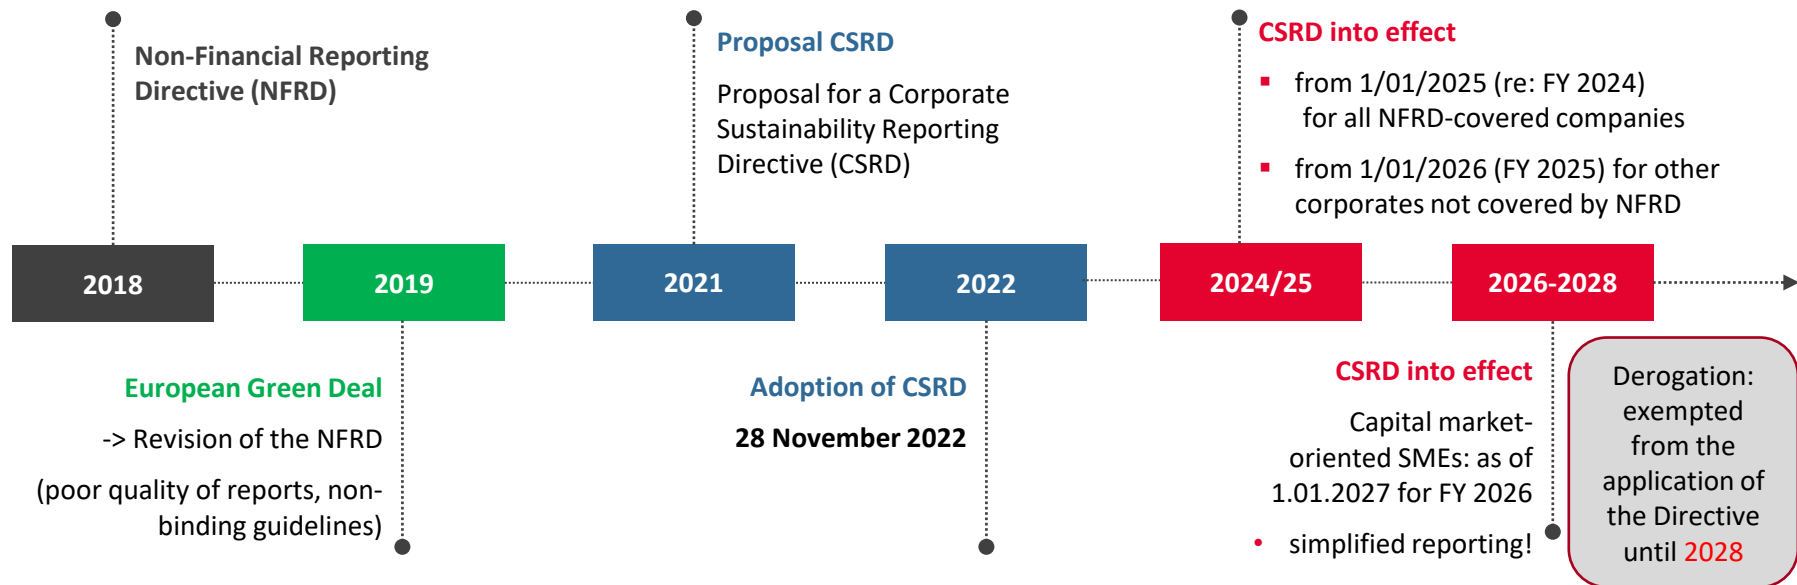 Non-Financial Reporting
Directive (NFRD)
Proposal CSRD
Proposal for a Corporate
Sustainability Reporting
Directive (CSRD)
CSRD into effect
▪ from 1/01/2025 (re: FY 2024)
for all NFRD-covered companies
▪ from 1/01/2026 (FY 2025) for other
corporates not covered by NFRD
2018
2019
2021
2022
2024/25
2026-2028
European Green Deal
-> Revision of the NFRD
(poor quality of reports, non-
binding guidelines)
Adoption of CSRD
28 November 2022
CSRD into effect
Capital market-
oriented SMEs: as of
1.01.2027 for FY 2026
• simplified reporting!
Derogation:
exempted
from the
application of
the Directive
until 2028